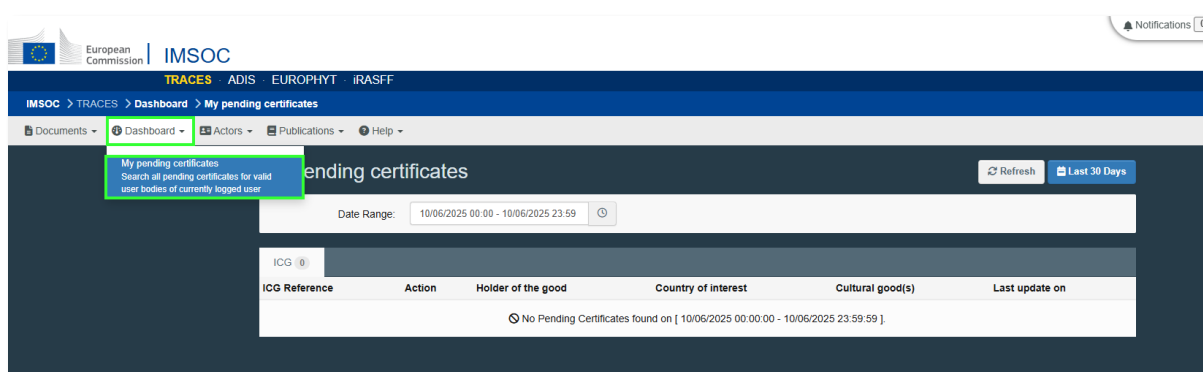 Notifications
European
Commission
IMSOC
TRACES · ADIS · EUROPHYT · iRASFF
IMSOC > TRACES > Dashboard > My pending certificates
Documents Dashboard Actors Publications Help
My pending certificates
Search all pending certificates for valid
user bodies of currently logged user
ending certificates
Refresh
Last 30 Days
Date Range: 10/06/2025 00:00 - 10/06/2025 23:59
ICG 0
ICG Reference Action Holder of the good Country of interest Cultural good(s) Last update on
No Pending Certificates found on [ 10/06/2025 00:00:00 - 10/06/2025 23:59:59 ].